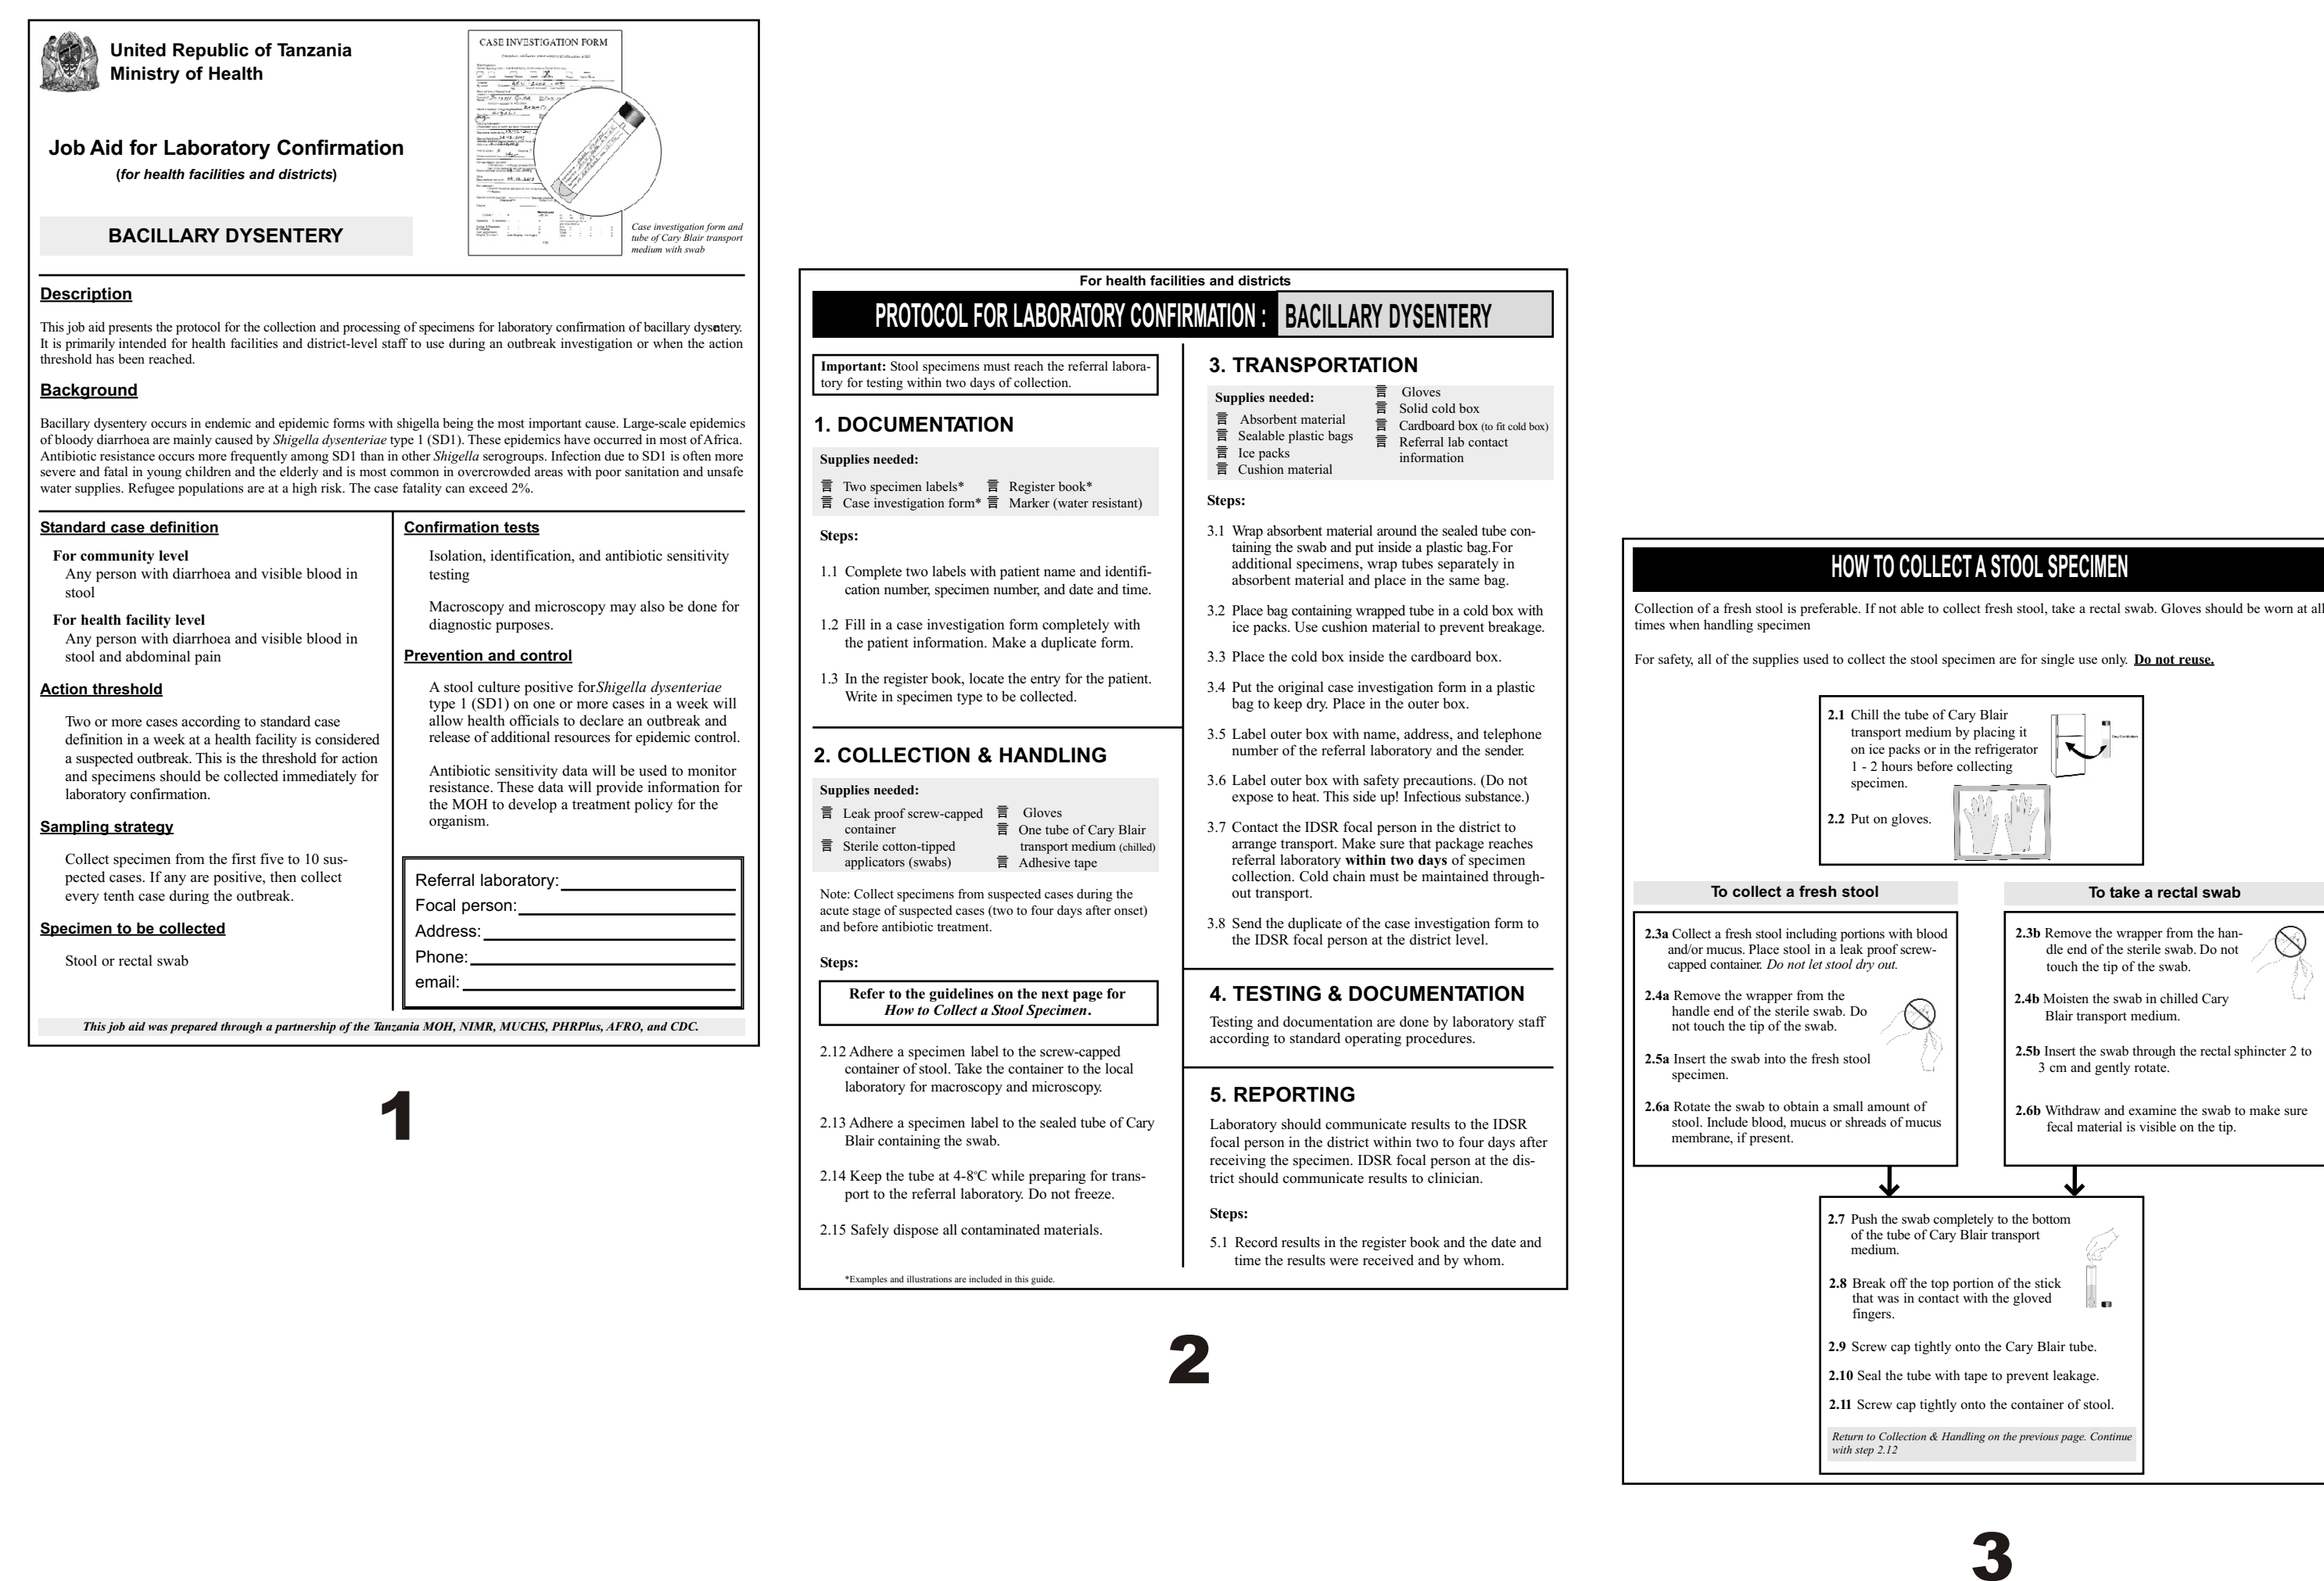 United Republic of Tanzania
Ministry of Health
Job Aid for Laboratory Confirmation
(for health facilities and districts)
BACILLARY DYSENTERY
CASE INVESTIGATION FORM
Case investigation form and
tube of Cary Blair transport
medium with swab
Description
This job aid presents the protocol for the collection and processing of specimens for laboratory confirmation of bacillary dysentery.
It is primarily intended for health facilities and district-level staff to use during an outbreak investigation or when the action
threshold has been reached.
Background
Bacillary dysentery occurs in endemic and epidemic forms with shigella being the most important cause. Large-scale epidemics
of bloody diarrhoea are mainly caused by Shigella dysenteriae type 1 (SD1). These epidemics have occurred in most of Africa.
Antibiotic resistance occurs more frequently among SD1 than in other Shigella serogroups. Infection due to SD1 is often more
severe and fatal in young children and the elderly and is most common in overcrowded areas with poor sanitation and unsafe
water supplies. Refugee populations are at a high risk. The case fatality can exceed 2%.
Standard case definition
For community level
Any person with diarrhoea and visible blood in
stool
For health facility level
Any person with diarrhoea and visible blood in
stool and abdominal pain
Action threshold
Two or more cases according to standard case
definition in a week at a health facility is considered
a suspected outbreak. This is the threshold for action
and specimens should be collected immediately for
laboratory confirmation.
Sampling strategy
Collect specimen from the first five to 10 sus-
pected cases. If any are positive, then collect
every tenth case during the outbreak.
Specimen to be collected
Stool or rectal swab
Confirmation tests
Isolation, identification, and antibiotic sensitivity
testing
Macroscopy and microscopy may also be done for
diagnostic purposes.
Prevention and control
A stool culture positive for Shigella dysenteriae
type 1 (SD1) on one or more cases in a week will
allow health officials to declare an outbreak and
release of additional resources for epidemic control.
Antibiotic sensitivity data will be used to monitor
resistance. These data will provide information for
the MOH to develop a treatment policy for the
organism.
Referral laboratory:
Focal person:
Address:
Phone:
email:
This job aid was prepared through a partnership of the Tanzania MOH, NIMR, MUCHS, PHRPlus, AFRO, and CDC.
1
For health facilities and districts
PROTOCOL FOR LABORATORY CONFIRMATION : BACILLARY DYSENTERY
Important: Stool specimens must reach the referral labora-
tory for testing within two days of collection.
1. DOCUMENTATION
Supplies needed:
Two specimen labels*
Case investigation form*
Register book*
Marker (water resistant)
Steps:
1.1 Complete two labels with patient name and identifi-
cation number, specimen number, and date and time.
1.2 Fill in a case investigation form completely with
the patient information. Make a duplicate form.
1.3 In the register book, locate the entry for the patient.
Write in specimen type to be collected.
2. COLLECTION & HANDLING
Supplies needed:
Leak proof screw-capped
container
Sterile cotton-tipped
applicators (swabs)
Gloves
One tube of Cary Blair
transport medium (chilled)
Adhesive tape
Note: Collect specimens from suspected cases during the
acute stage of suspected cases (two to four days after onset)
and before antibiotic treatment.
Steps:
Refer to the guidelines on the next page for
How to Collect a Stool Specimen.
2.12 Adhere a specimen label to the screw-capped
container of stool. Take the container to the local
laboratory for macroscopy and microscopy.
2.13 Adhere a specimen label to the sealed tube of Cary
Blair containing the swab.
2.14 Keep the tube at 4-8°C while preparing for trans-
port to the referral laboratory. Do not freeze.
2.15 Safely dispose all contaminated materials.
*Examples and illustrations are included in this guide.
3. TRANSPORTATION
Supplies needed:
Absorbent material
Sealable plastic bags
Ice packs
Cushion material
Gloves
Solid cold box
Cardboard box (to fit cold box)
Referral lab contact
information
Steps:
3.1 Wrap absorbent material around the sealed tube con-
taining the swab and put inside a plastic bag.For
additional specimens, wrap tubes separately in
absorbent material and place in the same bag.
3.2 Place bag containing wrapped tube in a cold box with
ice packs. Use cushion material to prevent breakage.
3.3 Place the cold box inside the cardboard box.
3.4 Put the original case investigation form in a plastic
bag to keep dry. Place in the outer box.
3.5 Label outer box with name, address, and telephone
number of the referral laboratory and the sender.
3.6 Label outer box with safety precautions. (Do not
expose to heat. This side up! Infectious substance.)
3.7 Contact the IDSR focal person in the district to
arrange transport. Make sure that package reaches
referral laboratory within two days of specimen
collection. Cold chain must be maintained through-
out transport.
3.8 Send the duplicate of the case investigation form to
the IDSR focal person at the district level.
4. TESTING & DOCUMENTATION
Testing and documentation are done by laboratory staff
according to standard operating procedures.
5. REPORTING
Laboratory should communicate results to the IDSR
focal person in the district within two to four days after
receiving the specimen. IDSR focal person at the dis-
trict should communicate results to clinician.
Steps:
5.1 Record results in the register book and the date and
time the results were received and by whom.
2
HOW TO COLLECT A STOOL SPECIMEN
Collection of a fresh stool is preferable. If not able to collect fresh stool, take a rectal swab. Gloves should be worn at all
times when handling specimen
For safety, all of the supplies used to collect the stool specimen are for single use only. Do not reuse.
2.1 Chill the tube of Cary Blair
transport medium by placing it
on ice packs or in the refrigerator
1 - 2 hours before collecting
specimen.
2.2 Put on gloves.
To collect a fresh stool
2.3a Collect a fresh stool including portions with blood
and/or mucus. Place stool in a leak proof screw-
capped container. Do not let stool dry out.
2.4a Remove the wrapper from the
handle end of the sterile swab. Do
not touch the tip of the swab.
2.5a Insert the swab into the fresh stool
specimen.
2.6a Rotate the swab to obtain a small amount of
stool. Include blood, mucus or shreads of mucus
membrane, if present.
To take a rectal swab
2.3b Remove the wrapper from the han-
dle end of the sterile swab. Do not
touch the tip of the swab.
2.4b Moisten the swab in chilled Cary
Blair transport medium.
2.5b Insert the swab through the rectal sphincter 2 to
3 cm and gently rotate.
2.6b Withdraw and examine the swab to make sure
fecal material is visible on the tip.
2.7 Push the swab completely to the bottom
of the tube of Cary Blair transport
medium.
2.8 Break off the top portion of the stick
that was in contact with the gloved
fingers.
2.9 Screw cap tightly onto the Cary Blair tube.
2.10 Seal the tube with tape to prevent leakage.
2.11 Screw cap tightly onto the container of stool.
Return to Collection & Handling on the previous page. Continue
with step 2.12
3